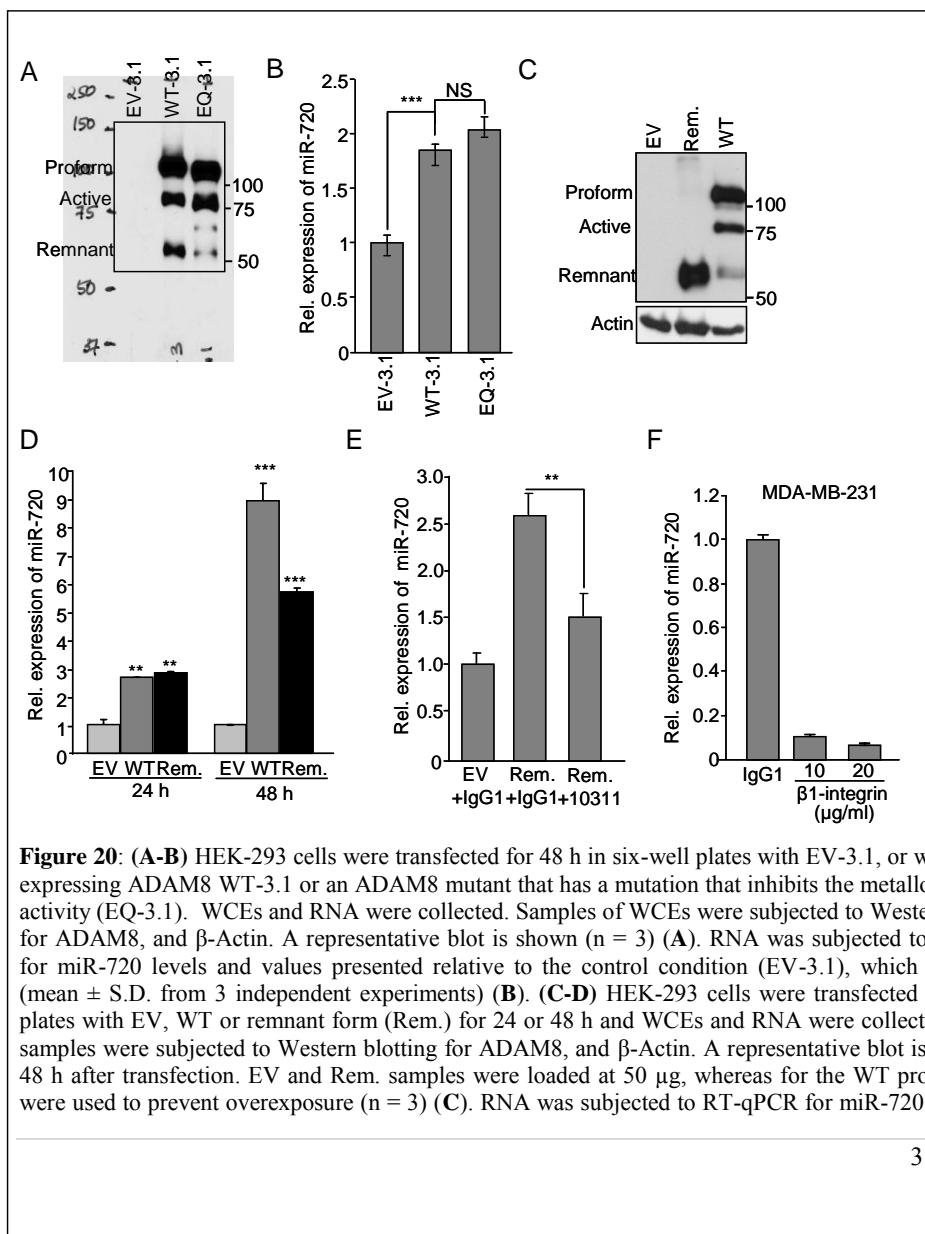 A
EV-3.1
WT-3.1
EQ-3.1
250
150
100
75
50
37
3
1
Proform
Active
Remnant
100
75
50
B
Rel. expression of miR-720
2.5
2
1.5
1
0.5
0
***
NS
EV-3.1
WT-3.1
EQ-3.1
C
EV
Rem.
WT
Proform
Active
Remnant
Actin
100
75
50
D
Rel. expression of miR-720
10
9
8
7
6
5
4
3
2
1
0
**
**
***
***
EV WT Rem.
24 h
EV WT Rem.
48 h
E
Rel. expression of miR-720
3.0
2.5
2.0
1.5
1.0
0.5
0.0
**
EV Rem. Rem.
+IgG1 +IgG1 +10311
F
MDA-MB-231
Rel. expression of miR-720
1.2
1.0
0.8
0.6
0.4
0.2
0
IgG1 10 20
β1-integrin
(µg/ml)
Figure 20: (A-B) HEK-293 cells were transfected for 48 h in six-well plates with EV-3.1, or w
expressing ADAM8 WT-3.1 or an ADAM8 mutant that has a mutation that inhibits the metallo
activity (EQ-3.1). WCEs and RNA were collected. Samples of WCEs were subjected to Weste
for ADAM8, and β-Actin. A representative blot is shown (n = 3) (A). RNA was subjected to
for miR-720 levels and values presented relative to the control condition (EV-3.1), which
(mean ± S.D. from 3 independent experiments) (B). (C-D) HEK-293 cells were transfected
plates with EV, WT or remnant form (Rem.) for 24 or 48 h and WCEs and RNA were collect
samples were subjected to Western blotting for ADAM8, and β-Actin. A representative blot is
48 h after transfection. EV and Rem. samples were loaded at 50 µg, whereas for the WT pro
were used to prevent overexposure (n = 3) (C). RNA was subjected to RT-qPCR for miR-720
3